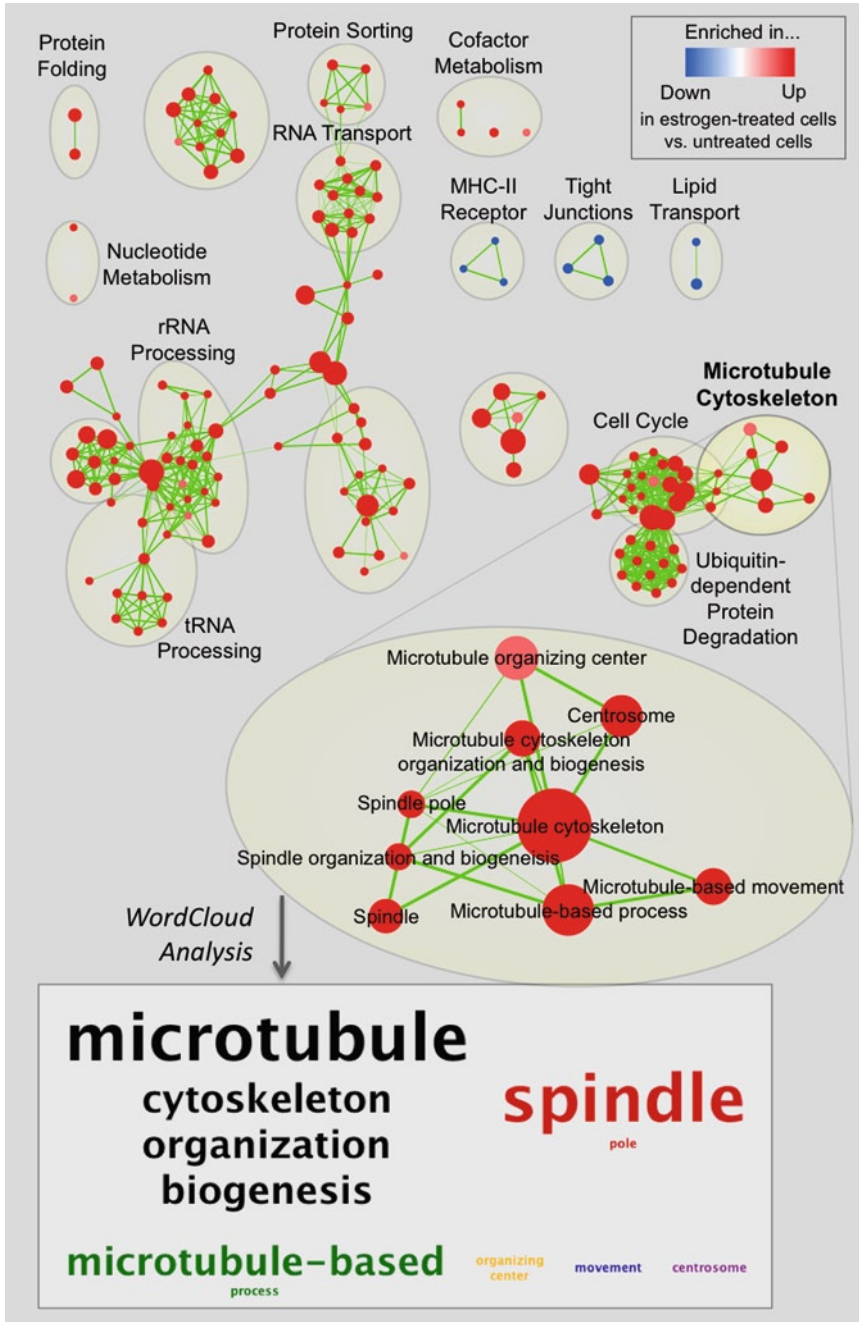 Protein
Folding
Protein Sorting
Cofactor
Metabolism
Enriched in...
Down
Up
in estrogen-treated cells
vs. untreated cells
RNA Transport
MHC-II
Receptor
Tight
Junctions
Lipid
Transport
Nucleotide
Metabolism
rRNA
Processing
Microtubule
Cytoskeleton
Cell Cycle
Ubiquitin-
dependent
Protein
Degradation
tRNA
Processing
Microtubule organizing center
Centrosome
Microtubule cytoskeleton
organization and biogenesis
Spindle pole
Microtubule cytoskeleton
Spindle organization and biogeneisis
Microtubule-based movement
Spindle
Microtubule-based process
WordCloud
Analysis
microtubule
cytoskeleton
organization
biogenesis
spindle
pole
microtubule-based
process
organizing
center
movement
centrosome